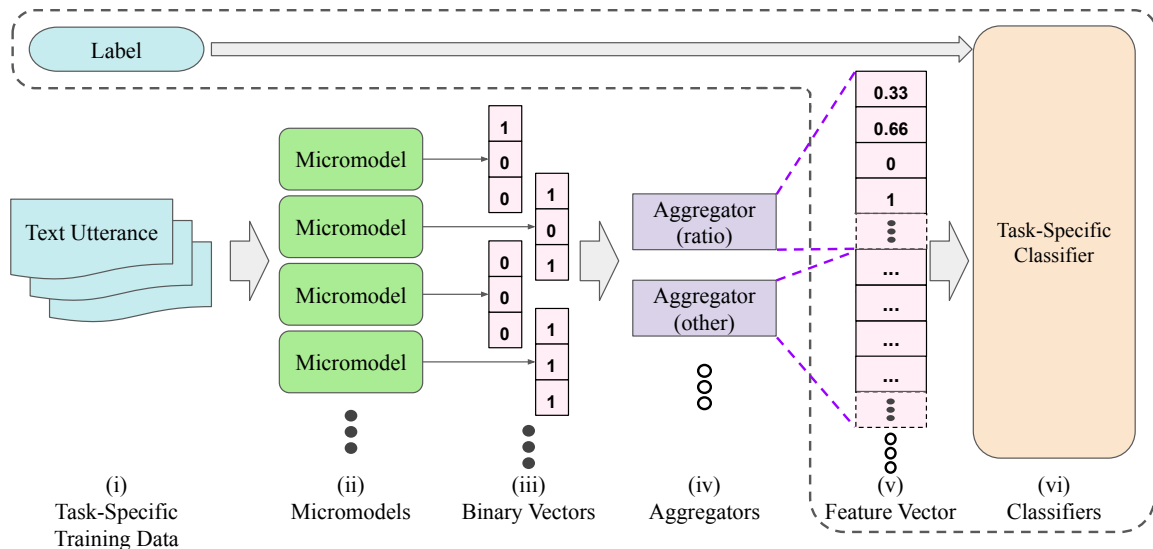 Label
Text Utterance
Micromodel
Micromodel
Micromodel
Micromodel
1
0
0
1
0
1
0
0
0
1
1
1
Aggregator
(ratio)
Aggregator
(other)
0.33
0.66
0
1
...
...
...
...
Task-Specific
Classifier
(i)
Task-Specific
Training Data
(ii)
Micromodels
(iii)
Binary Vectors
(iv)
Aggregators
(v)
Feature Vector
(vi)
Classifiers